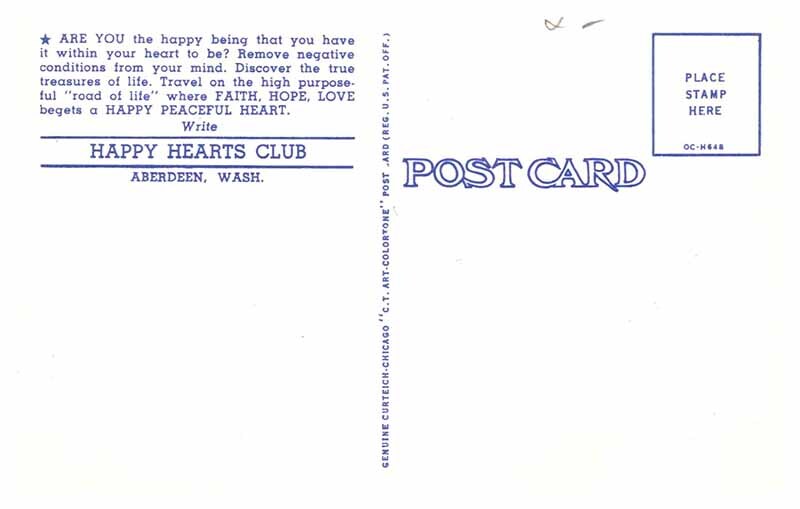 ★ ARE YOU the happy being that you have
it within your heart to be? Remove negative
conditions from your mind. Discover the true
treasures of life. Travel on the high purpose-
ful "road of life" where FAITH, HOPE, LOVE
begets a HAPPY PEACEFUL HEART.
Write
HAPPY HEARTS CLUB
ABERDEEN, WASH.
GENUINE CURTEICH-CHICAGO "C.T. ART-COLORTONE" POST ARD (REG. U.S. PAT. OFF.)
POST CARD
PLACE
STAMP
HERE
OC-H648